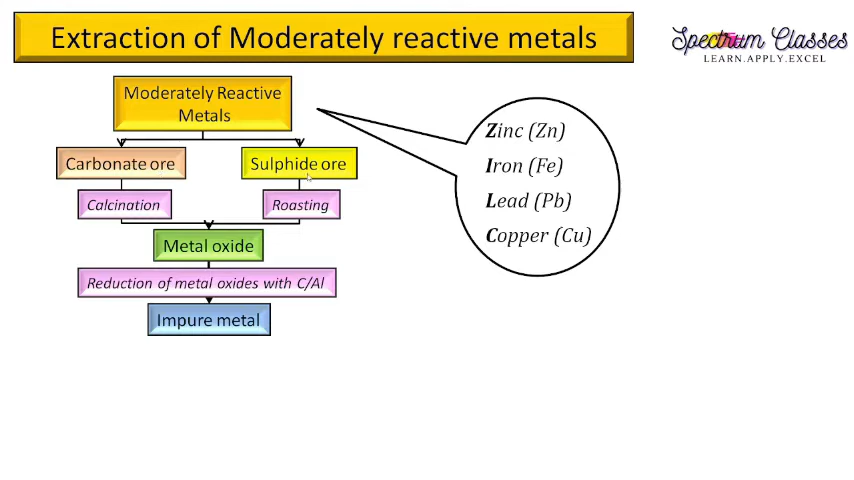 Extraction of Moderately reactive metals
Spectrum Classes
LEARN.APPLY.EXCEL
Moderately Reactive
Metals
Carbonate ore
Sulphide ore
Calcination
Roasting
Metal oxide
Reduction of metal oxides with C/Al
Impure metal
Zinc (Zn)
Iron (Fe)
Lead (Pb)
Copper (Cu)